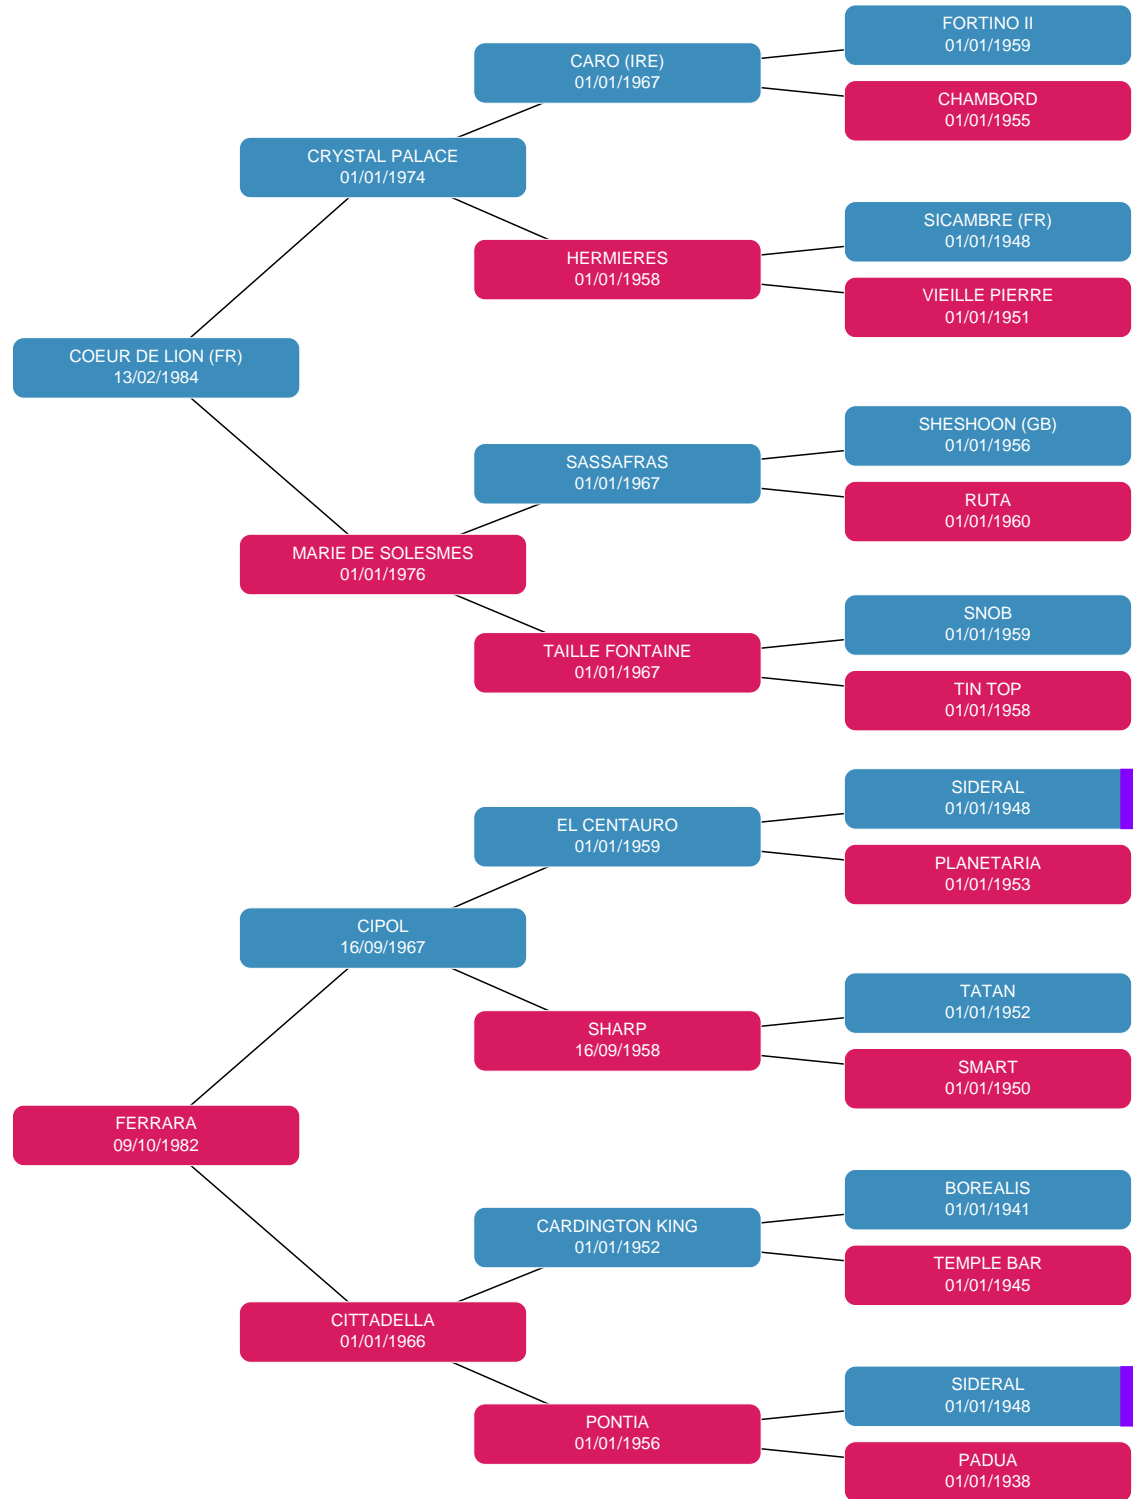 FORTINO II
01/01/1959
CARO (IRE)
01/01/1967
CHAMBORD
01/01/1955
CRYSTAL PALACE
01/01/1974
SICAMBRE (FR)
01/01/1948
HERMIERES
01/01/1958
VIEILLE PIERRE
01/01/1951
COEUR DE LION (FR)
13/02/1984
SHESHOON (GB)
01/01/1956
SASSAFRAS
01/01/1967
RUTA
01/01/1960
MARIE DE SOLESMES
01/01/1976
SNOB
01/01/1959
TAILLE FONTAINE
01/01/1967
TIN TOP
01/01/1958
SIDERAL
01/01/1948
EL CENTAURO
01/01/1959
PLANETARIA
01/01/1953
CIPOL
16/09/1967
TATAN
01/01/1952
SHARP
16/09/1958
SMART
01/01/1950
FERRARA
09/10/1982
BOREALIS
01/01/1941
CARDINGTON KING
01/01/1952
TEMPLE BAR
01/01/1945
CITTADELLA
01/01/1966
SIDERAL
01/01/1948
PONTIA
01/01/1956
PADUA
01/01/1938